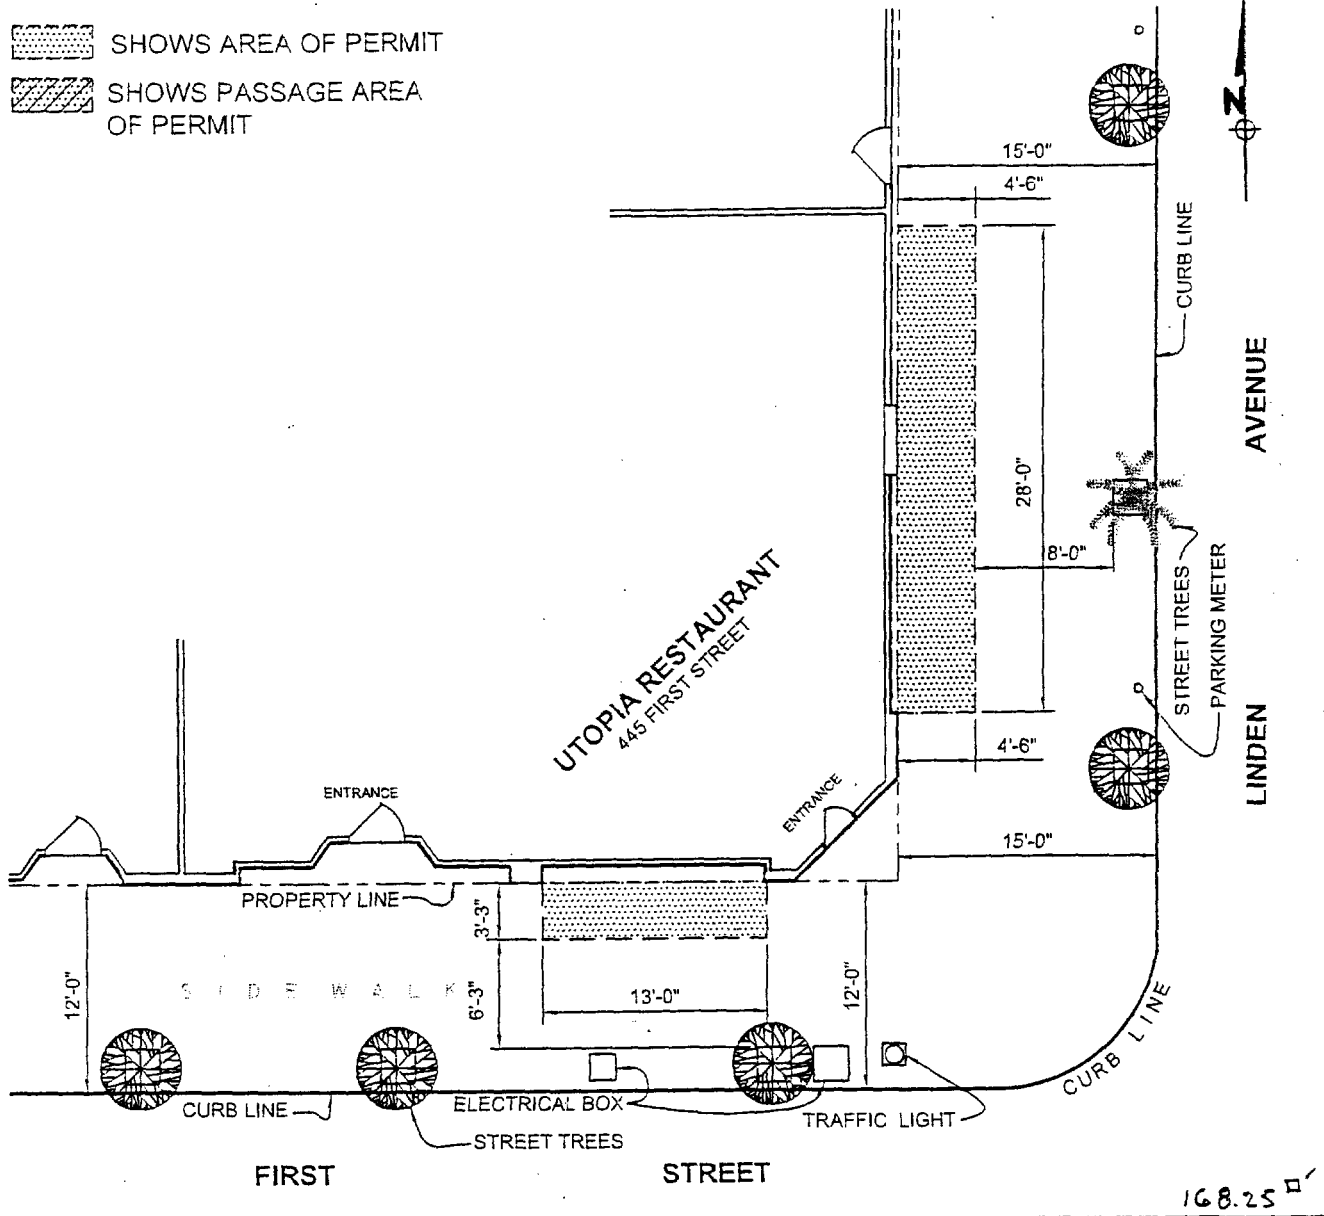 SHOWS AREA OF PERMIT
SHOWS PASSAGE AREA
OF PERMIT
N
15'-0"
4'-6"
CURB LINE
AVENUE
28'-0"
8'-0"
STREET TREES
PARKING METER
UTOPIA RESTAURANT
445 FIRST STREET
4'-6"
LINDEN
ENTRANCE
ENTRANCE
15'-0"
PROPERTY LINE
3'-3"
12'-0"
SIDEWALK
6'-3"
13'-0"
12'-0"
CURB LINE
CURB LINE
ELECTRICAL BOX
TRAFFIC LIGHT
STREET TREES
FIRST STREET
168.25 □'